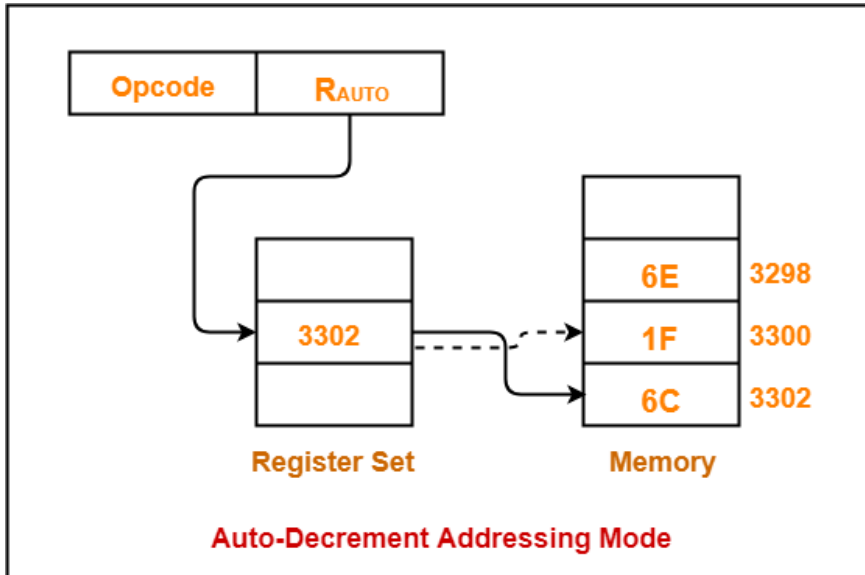 Opcode RAUTO
6E 3298
3302 1F 3300
6C 3302
Register Set Memory
Auto-Decrement Addressing Mode